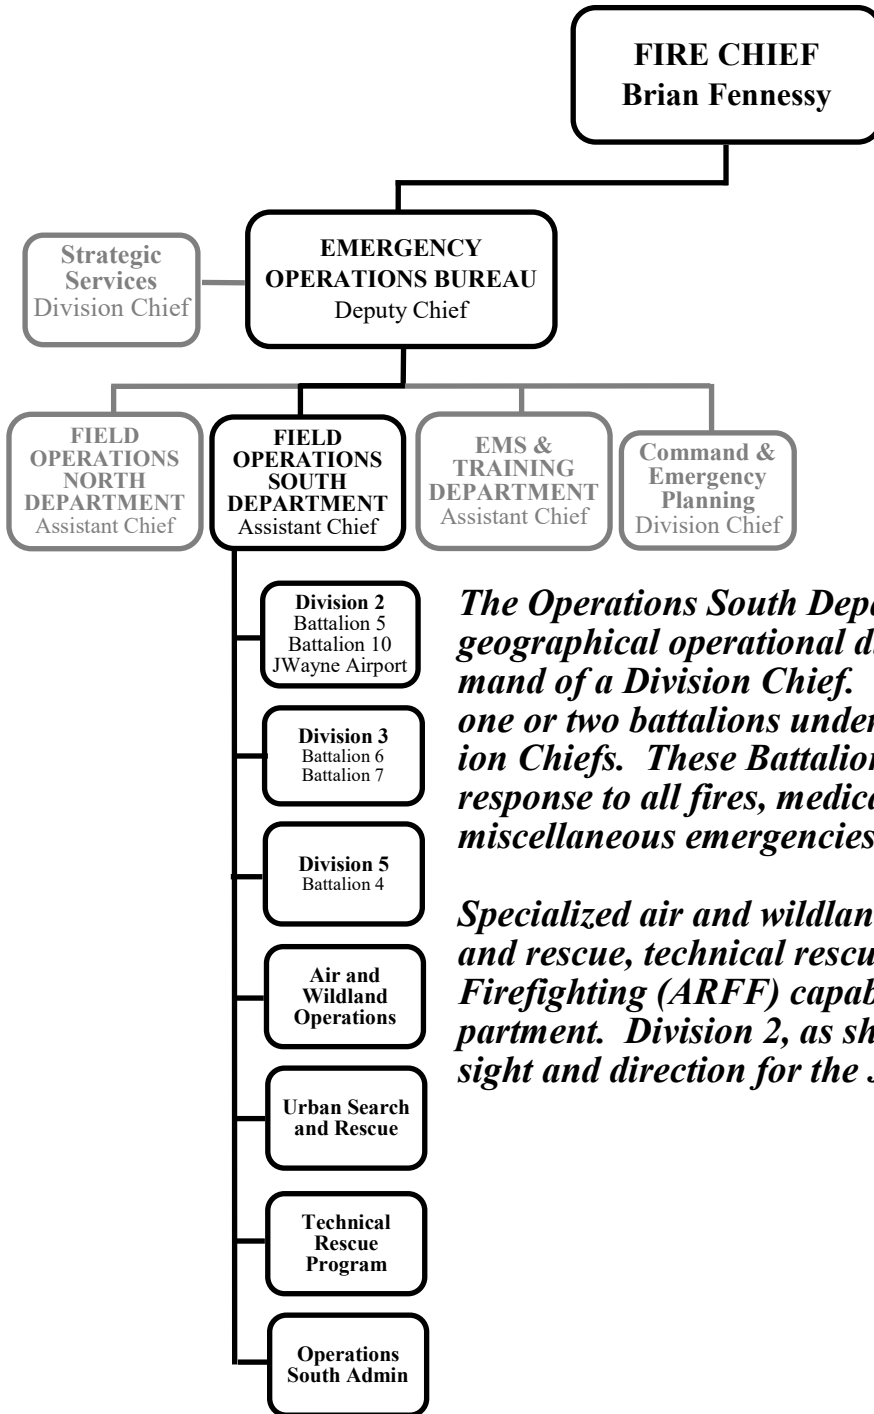 FIRE CHIEF
Brian Fennessy
EMERGENCY
OPERATIONS BUREAU
Deputy Chief
Strategic
Services
Division Chief
FIELD
OPERATIONS
NORTH
DEPARTMENT
Assistant Chief
FIELD
OPERATIONS
SOUTH
DEPARTMENT
Assistant Chief
EMS &
TRAINING
DEPARTMENT
Assistant Chief
Command &
Emergency
Planning
Division Chief
Division 2
Battalion 5
Battalion 10
JWayne Airport
Division 3
Battalion 6
Battalion 7
Division 5
Battalion 4
Air and
Wildland
Operations
Urban Search
and Rescue
Technical
Rescue
Program
Operations
South Admin
The Operations South Depa
geographical operational d
mand of a Division Chief.
one or two battalions under
ion Chiefs.  These Battalion
response to all fires, medica
miscellaneous emergencies
Specialized air and wildlan
and rescue, technical rescu
Firefighting (ARFF) capab
partment.  Division 2, as sh
sight and direction for the